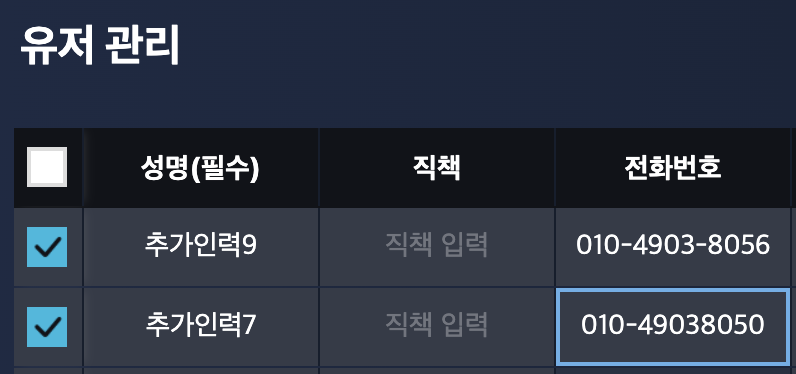 유저 관리
성명(필수) 직책 전화번호
추가인력9 직책 입력 010-4903-8056
추가인력7 직책 입력 010-49038050